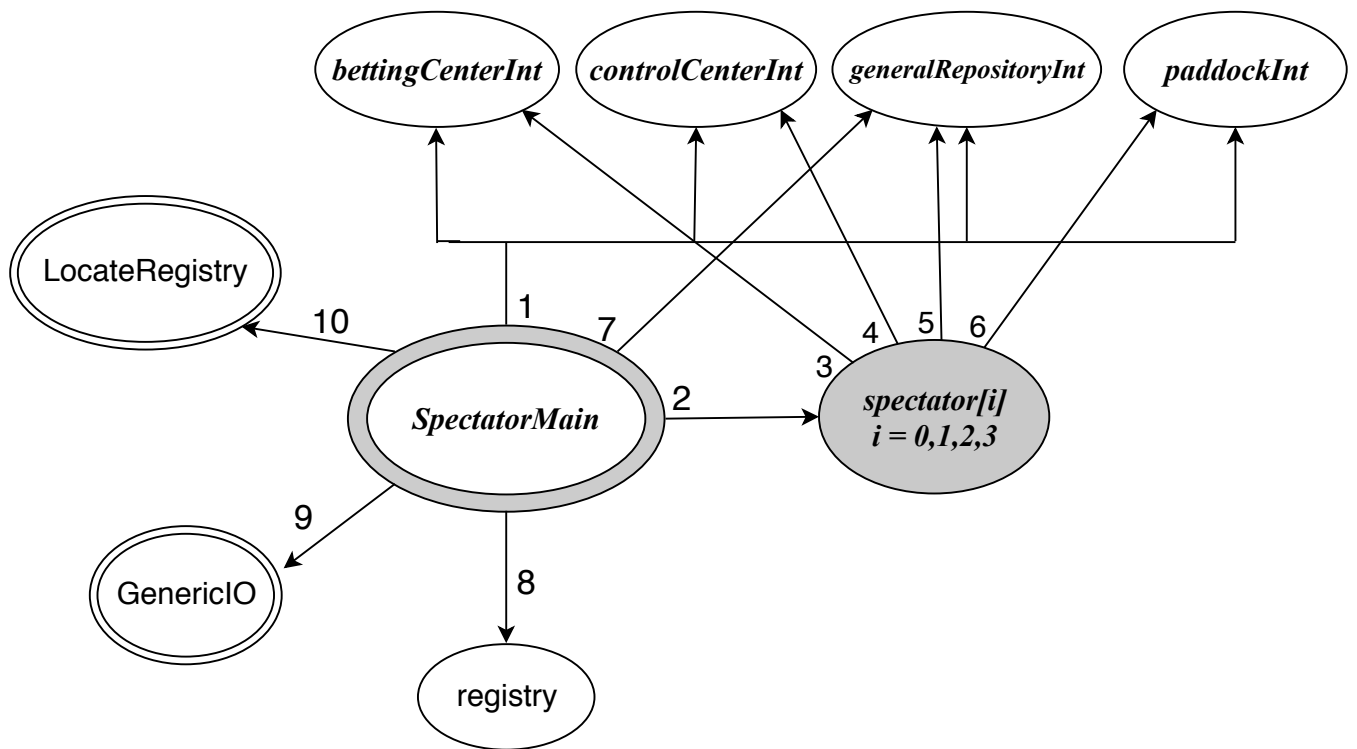 bettingCenterInt
controlCenterInt
generalRepositoryInt
paddockInt
LocateRegistry
10
1
7
4
5
6
3
2
SpectatorMain
spectator[i]
i = 0,1,2,3
9
8
GenericIO
registry